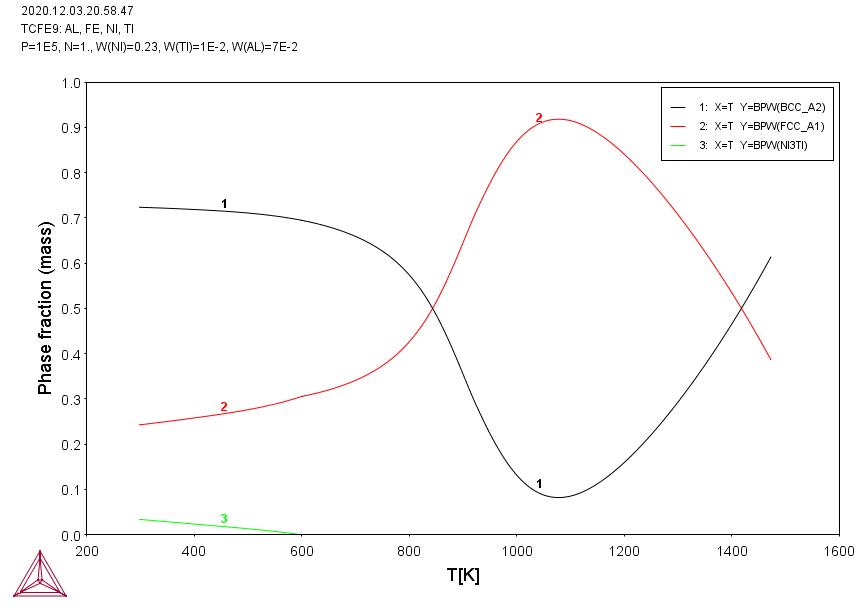 2020.12.03.20.58.47
TCFE9: AL, FE, NI, TI
P=1E5, N=1., W(NI)=0.23, W(TI)=1E-2, W(AL)=7E-2
1: X=T Y=BPW(BCC_A2)
2: X=T Y=BPW(FCC_A1)
3: X=T Y=BPW(NI3TI)
1.0
0.9
0.8
0.7
0.6
0.5
0.4
0.3
0.2
0.1
0.0
Phase fraction (mass)
1
2
3
2
1
200 400 600 800 1000 1200 1400 1600
T[K]